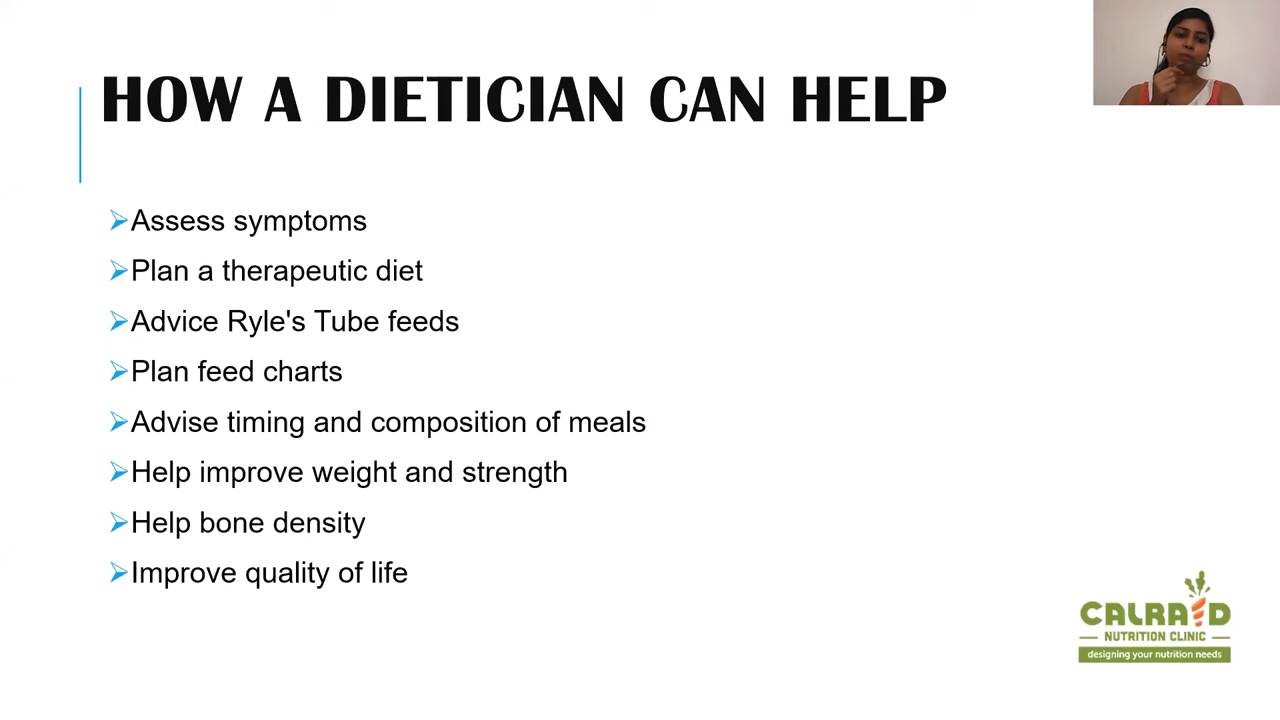 HOW A DIETICIAN CAN HELP
Assess symptoms
Plan a therapeutic diet
Advice Ryle's Tube feeds
Plan feed charts
Advise timing and composition of meals
Help improve weight and strength
Help bone density
Improve quality of life
CALRAID
NUTRITION CLINIC
designing your nutrition needs